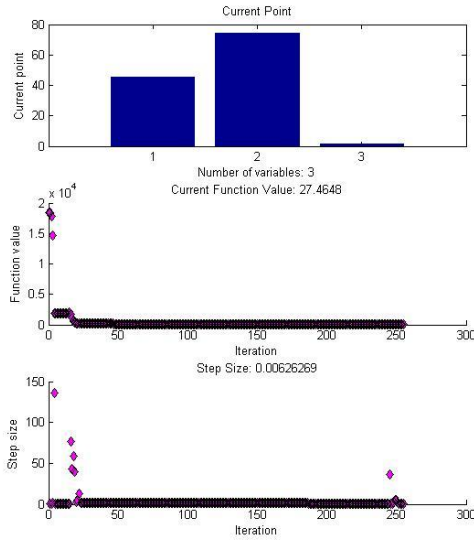 Current Point
80
60
40
20
0
Current point
1 2 3
Number of variables: 3
Current Function Value: 27.4648
x 10^4
2
1.5
1
0.5
0
Function value
0 50 100 150 200 250 300
Iteration
Step Size: 0.00626269
150
100
50
0
Step size
0 50 100 150 200 250 300
Iteration